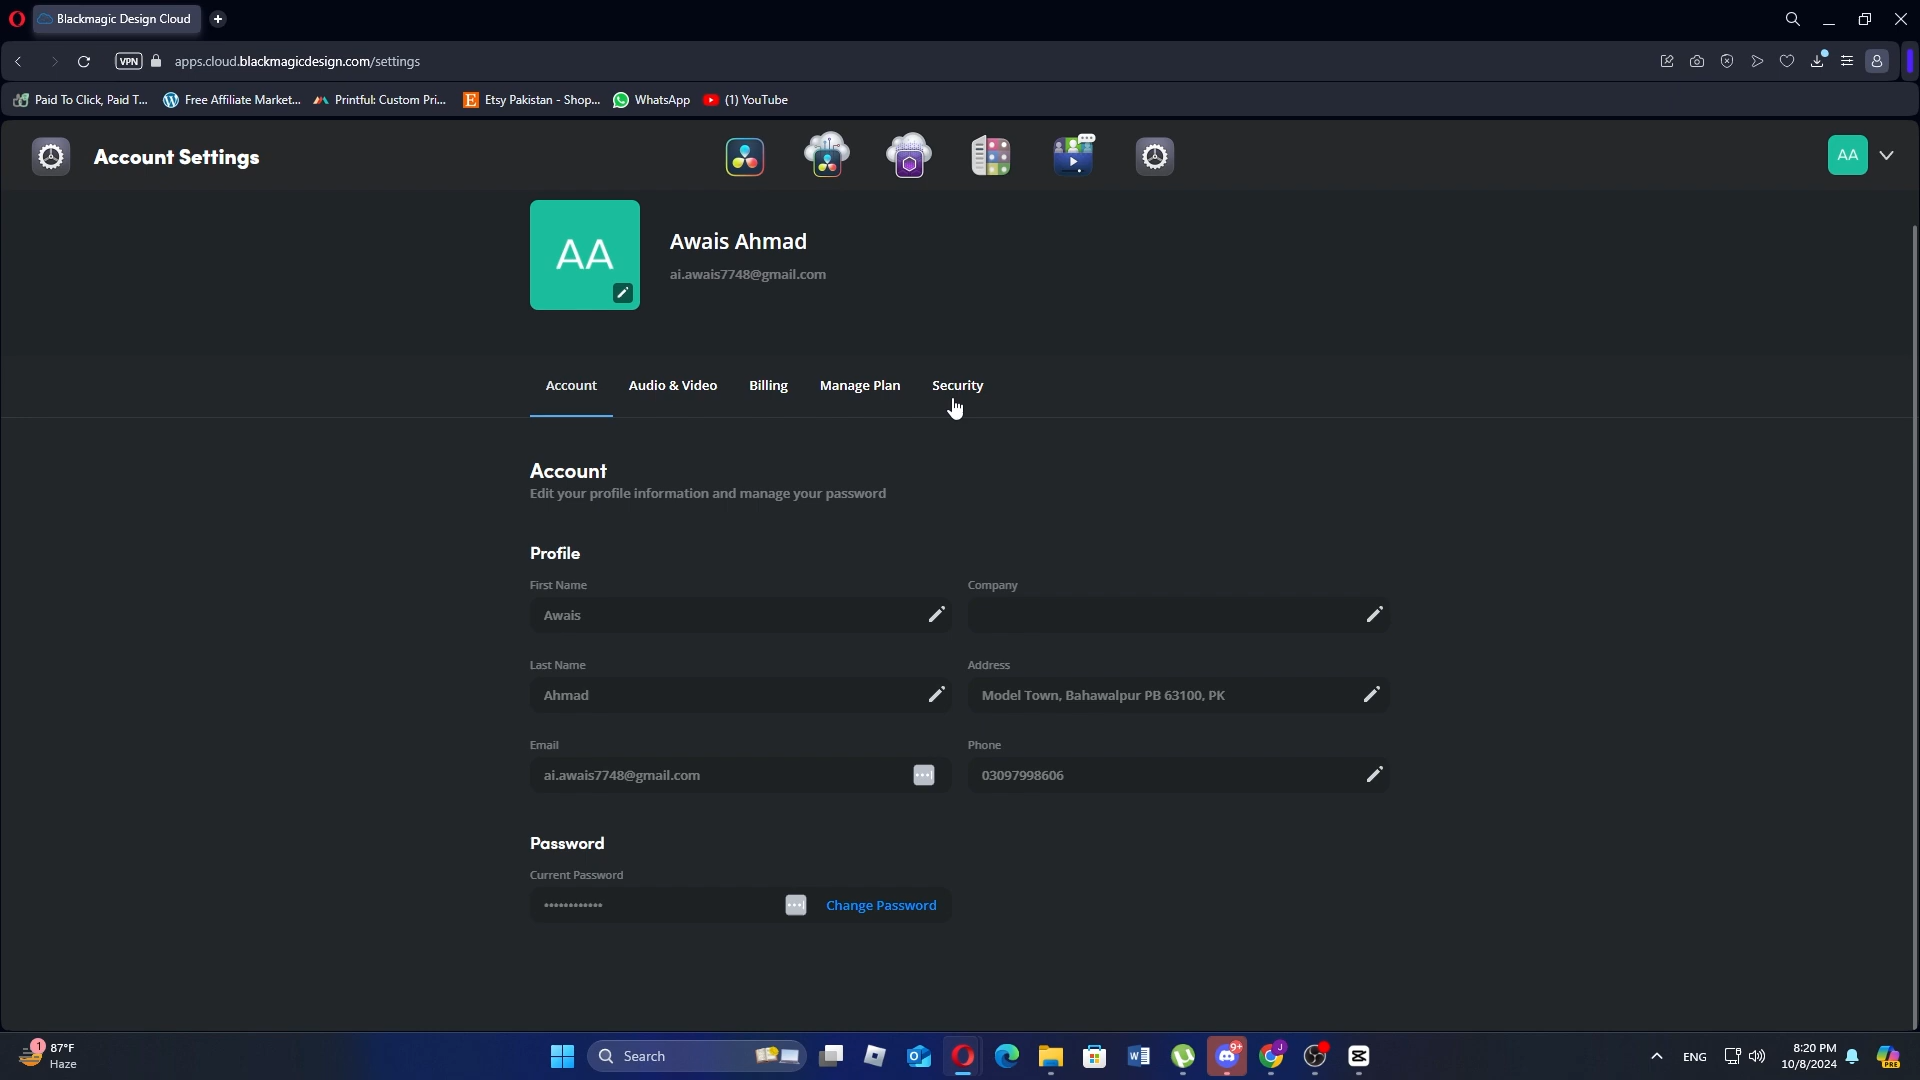 Blackmagic Design Cloud
VPN apps.cloud.blackmagicdesign.com/settings
Paid To Click, Paid T... Free Affiliate Market... Printful: Custom Pri... Etsy Pakistan - Shop... WhatsApp (1) YouTube
Account Settings
AA
AA
Awais Ahmad
ai.awais7748@gmail.com
Account Audio & Video Billing Manage Plan Security
Account
Edit your profile information and manage your password
Profile
First Name Company
Awais
Last Name Address
Ahmad Model Town, Bahawalpur PB 63100, PK
Email Phone
ai.awais7748@gmail.com 03097998606
Password
Current Password
•••••••••••• Change Password
1 87°F
Haze
Search
9+
J
ENG
8:20 PM
10/8/2024
PRE